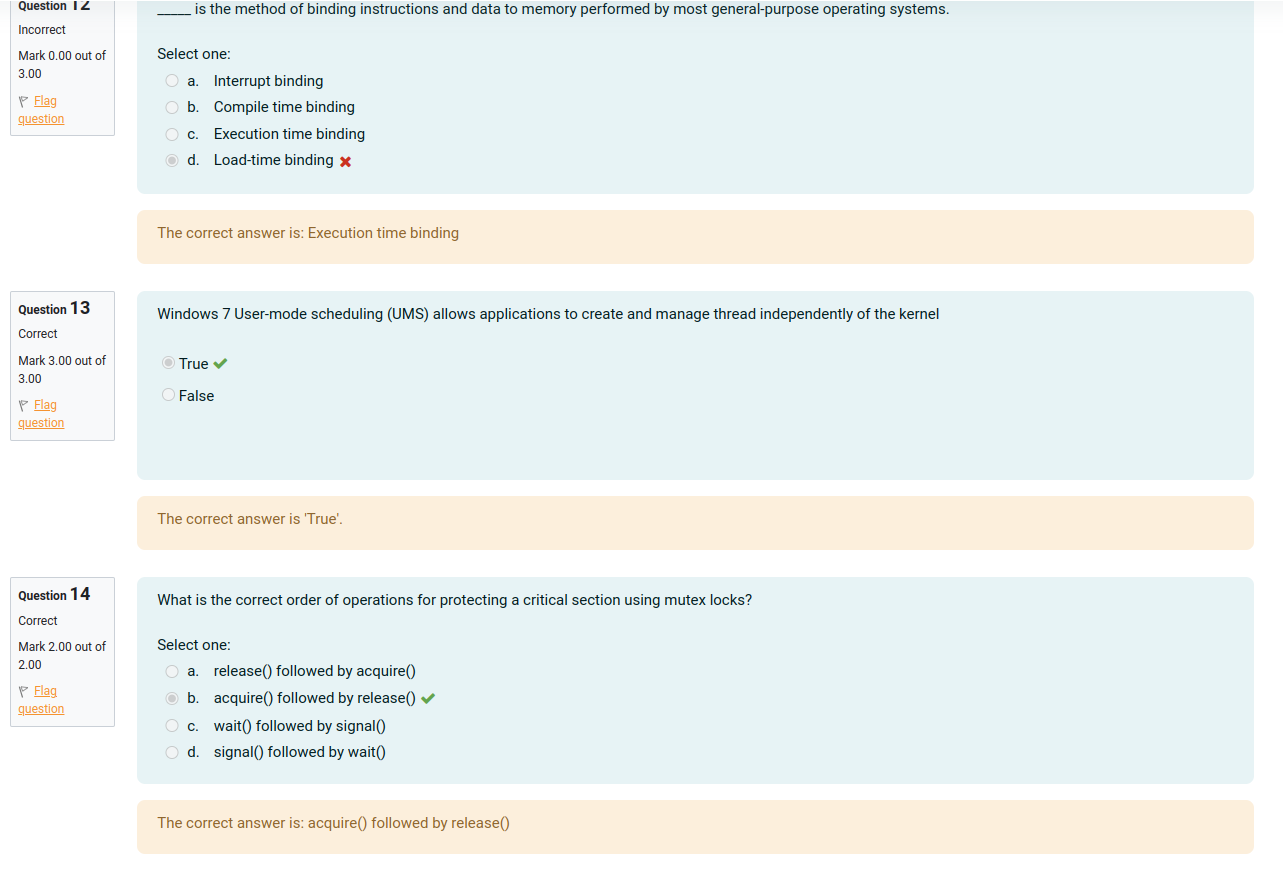 Question 12
Incorrect
Mark 0.00 out of
3.00
Flag
question
_____ is the method of binding instructions and data to memory performed by most general-purpose operating systems.
Select one:
a. Interrupt binding
b. Compile time binding
c. Execution time binding
d. Load-time binding
The correct answer is: Execution time binding
Question 13
Correct
Mark 3.00 out of
3.00
Flag
question
Windows 7 User-mode scheduling (UMS) allows applications to create and manage thread independently of the kernel
True
False
The correct answer is 'True'.
Question 14
Correct
Mark 2.00 out of
2.00
Flag
question
What is the correct order of operations for protecting a critical section using mutex locks?
Select one:
a. release() followed by acquire()
b. acquire() followed by release()
c. wait() followed by signal()
d. signal() followed by wait()
The correct answer is: acquire() followed by release()